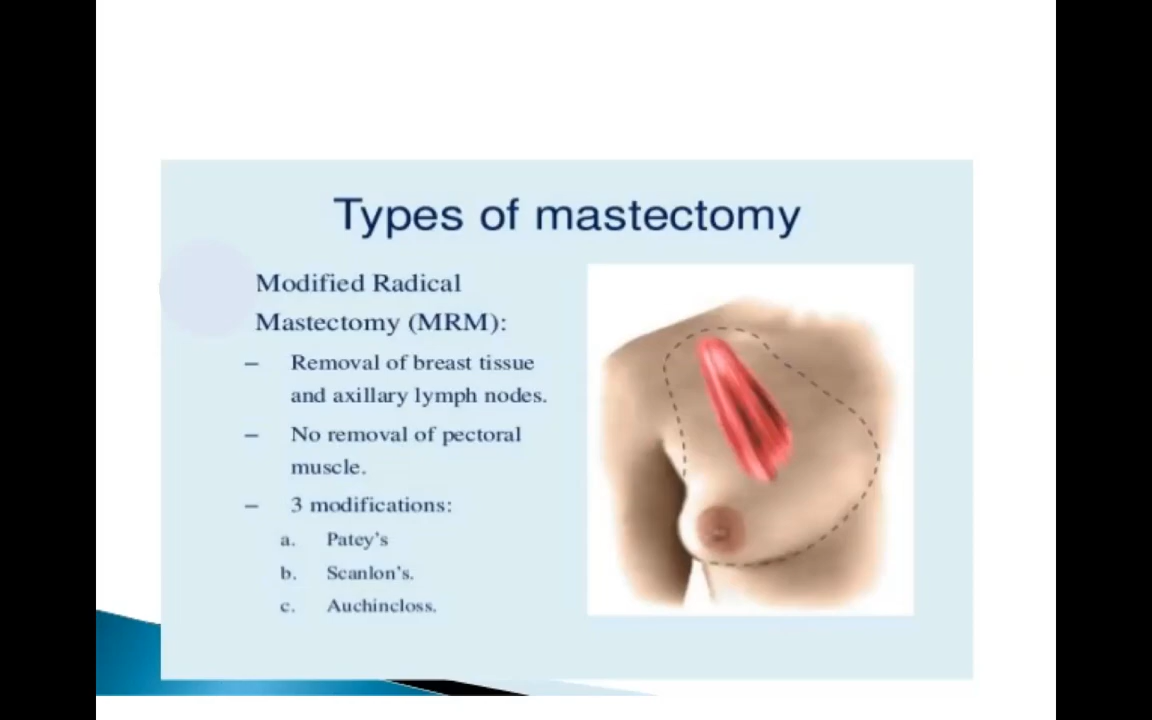 Types of mastectomy
Modified Radical
Mastectomy (MRM):
– Removal of breast tissue
and axillary lymph nodes.
– No removal of pectoral
muscle.
– 3 modifications:
a. Patey's
b. Scanlon's.
c. Auchincloss.